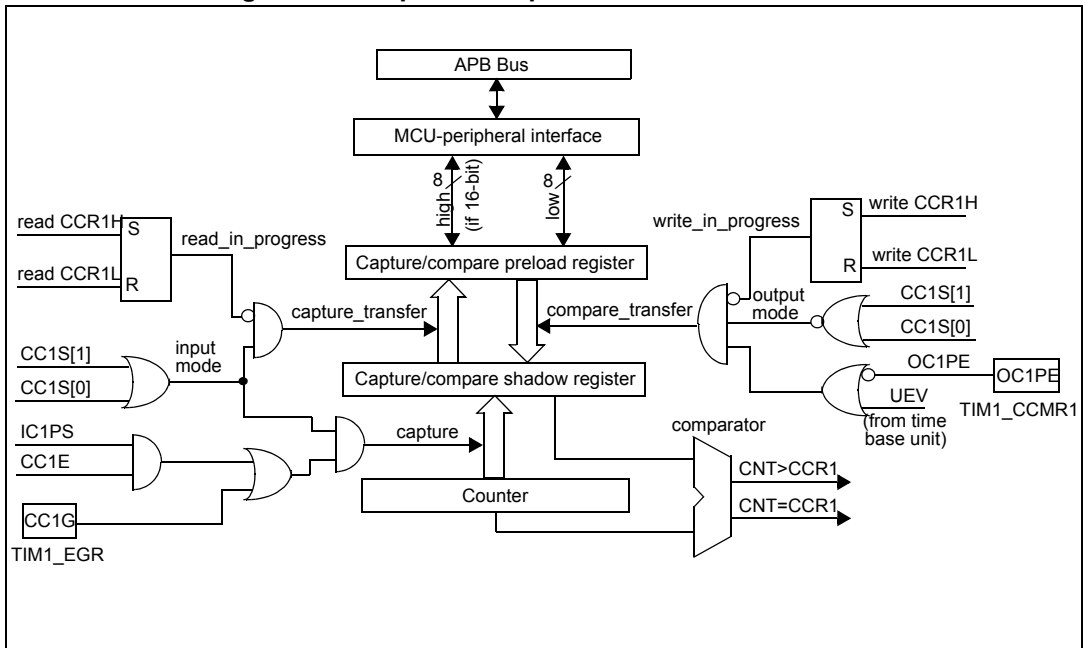 APB Bus
MCU-peripheral interface
8
high
(if 16-bit)
8
low
read CCR1H
S
read_in_progress
read CCR1L
R
write_in_progress
S
write CCR1H
R
write CCR1L
Capture/compare preload register
capture_transfer
compare_transfer
output
mode
CC1S[1]
CC1S[0]
CC1S[1]
CC1S[0]
input
mode
Capture/compare shadow register
OC1PE
OC1PE
UEV
TIM1_CCMR1
(from time
base unit)
IC1PS
CC1E
capture
comparator
CNT>CCR1
CNT=CCR1
Counter
CC1G
TIM1_EGR